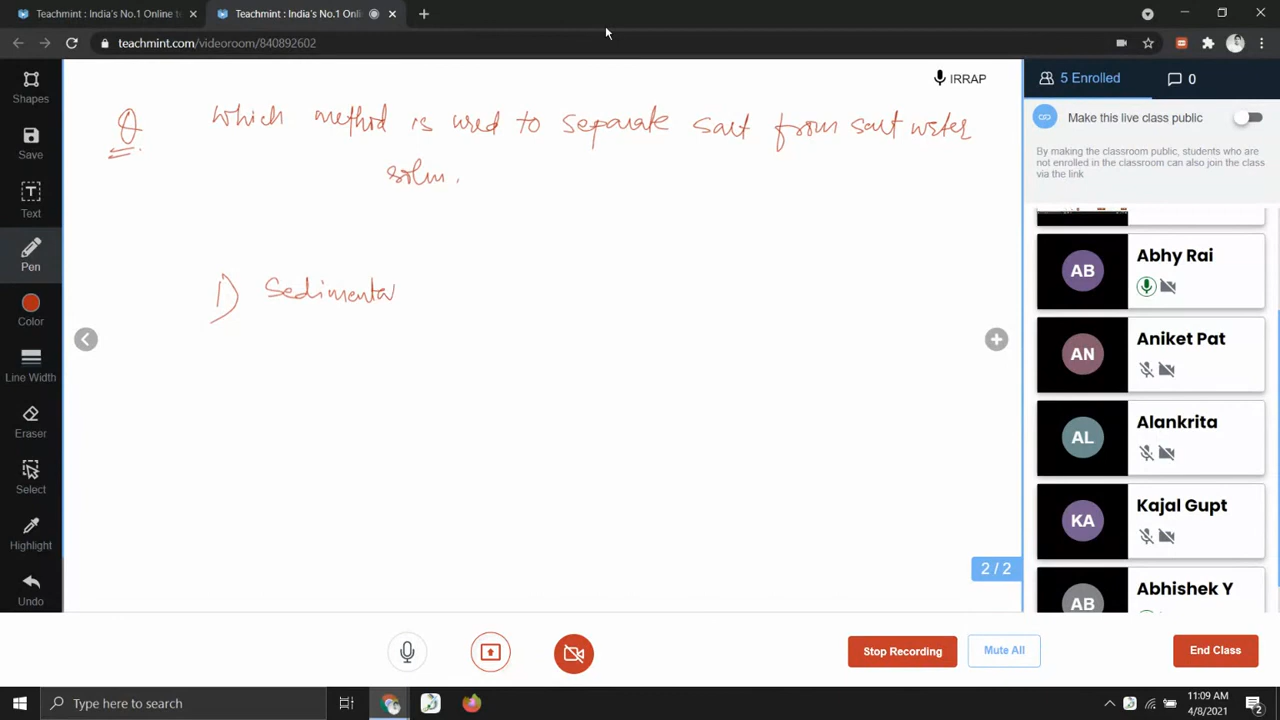 Teachmint : India's No.1 Online t
Teachmint : India's No.1 Onli
teachmint.com/videoroom/840892602
Shapes
Save
Text
Pen
Color
Line Width
Eraser
Select
Highlight
Undo
IRRAP
Q Which method is used to separate salt from salt water
soln.
1) Sedimentat
2 / 2
5 Enrolled
0
Make this live class public
By making the classroom public, students who are
not enrolled in the classroom can also join the class
via the link
AB Abhy Rai
AN Aniket Pat
AL Alankrita
KA Kajal Gupt
AB Abhishek Y
Stop Recording
Mute All
End Class
Type here to search
11:09 AM
4/8/2021
2